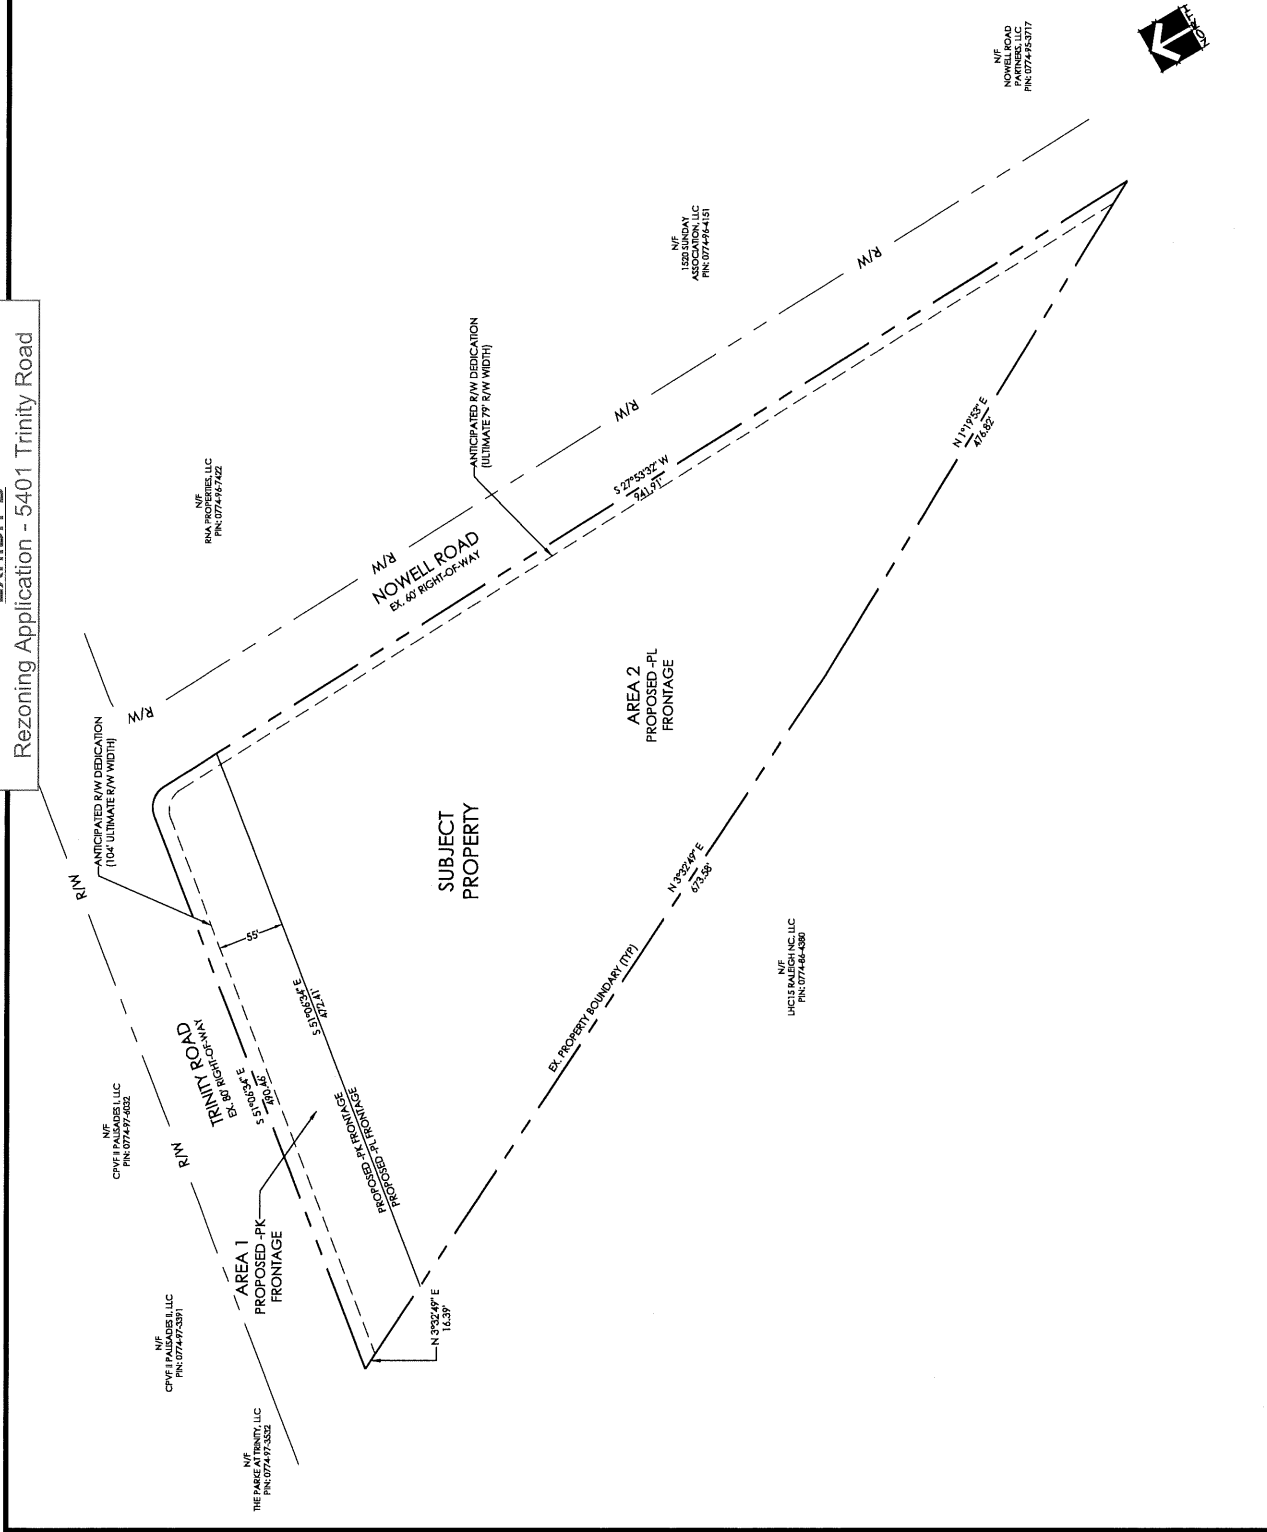 Rezoning Application - 5401 Trinity Road
N/F
NOWELL ROAD
PARTNERS, LLC
PIN: 0774-95-3717
NORTH
N/F
1520 SUNDAY
ASSOCIATION, LLC
PIN: 0774-96-4151
R/W
ANTICIPATED R/W DEDICATION
(ULTIMATE 79' R/W WIDTH)
R/W
N/F
RNA PROPERTIES, LLC
PIN: 0774-96-7422
R/W
NOWELL ROAD
EX. 60' RIGHT-OF-WAY
S 27°53'32" W
941.91'
N 1°19'53" E
476.82'
R/W
ANTICIPATED R/W DEDICATION
(104' ULTIMATE R/W WIDTH)
R/W
AREA 2
PROPOSED -PL
FRONTAGE
SUBJECT
PROPERTY
55'
N 3°32'49" E
673.58'
S 51°06'34" E
472.41'
TRINITY ROAD
EX. 80' RIGHT-OF-WAY
S 51°06'34" E
490.46'
EX. PROPERTY BOUNDARY (TYP)
N/F
LHC15 RALEIGH NC, LLC
PIN: 0774-86-4380
N/F
CPVF II PALISADES I, LLC
PIN: 0774-97-6032
R/W
PROPOSED -PK FRONTAGE
PROPOSED -PL FRONTAGE
AREA 1
PROPOSED -PK
FRONTAGE
N 3°32'49" E
16.39'
N/F
CPVF II PALISADES II, LLC
PIN: 0774-97-3391
N/F
THE PARKE AT TRINITY, LLC
PIN: 0774-97-3532